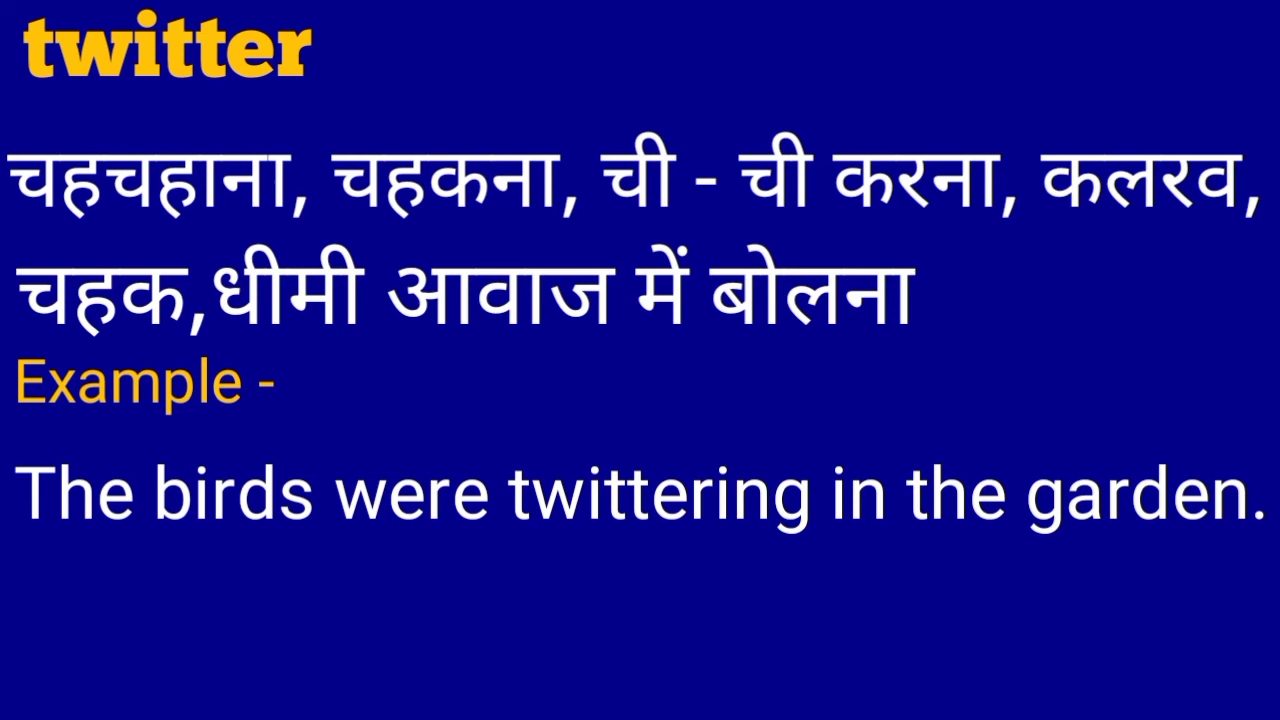 twitter
चहचहाना, चहकना, ची - ची करना, कलरव,
चहक,धीमी आवाज में बोलना
Example -
The birds were twittering in the garden.